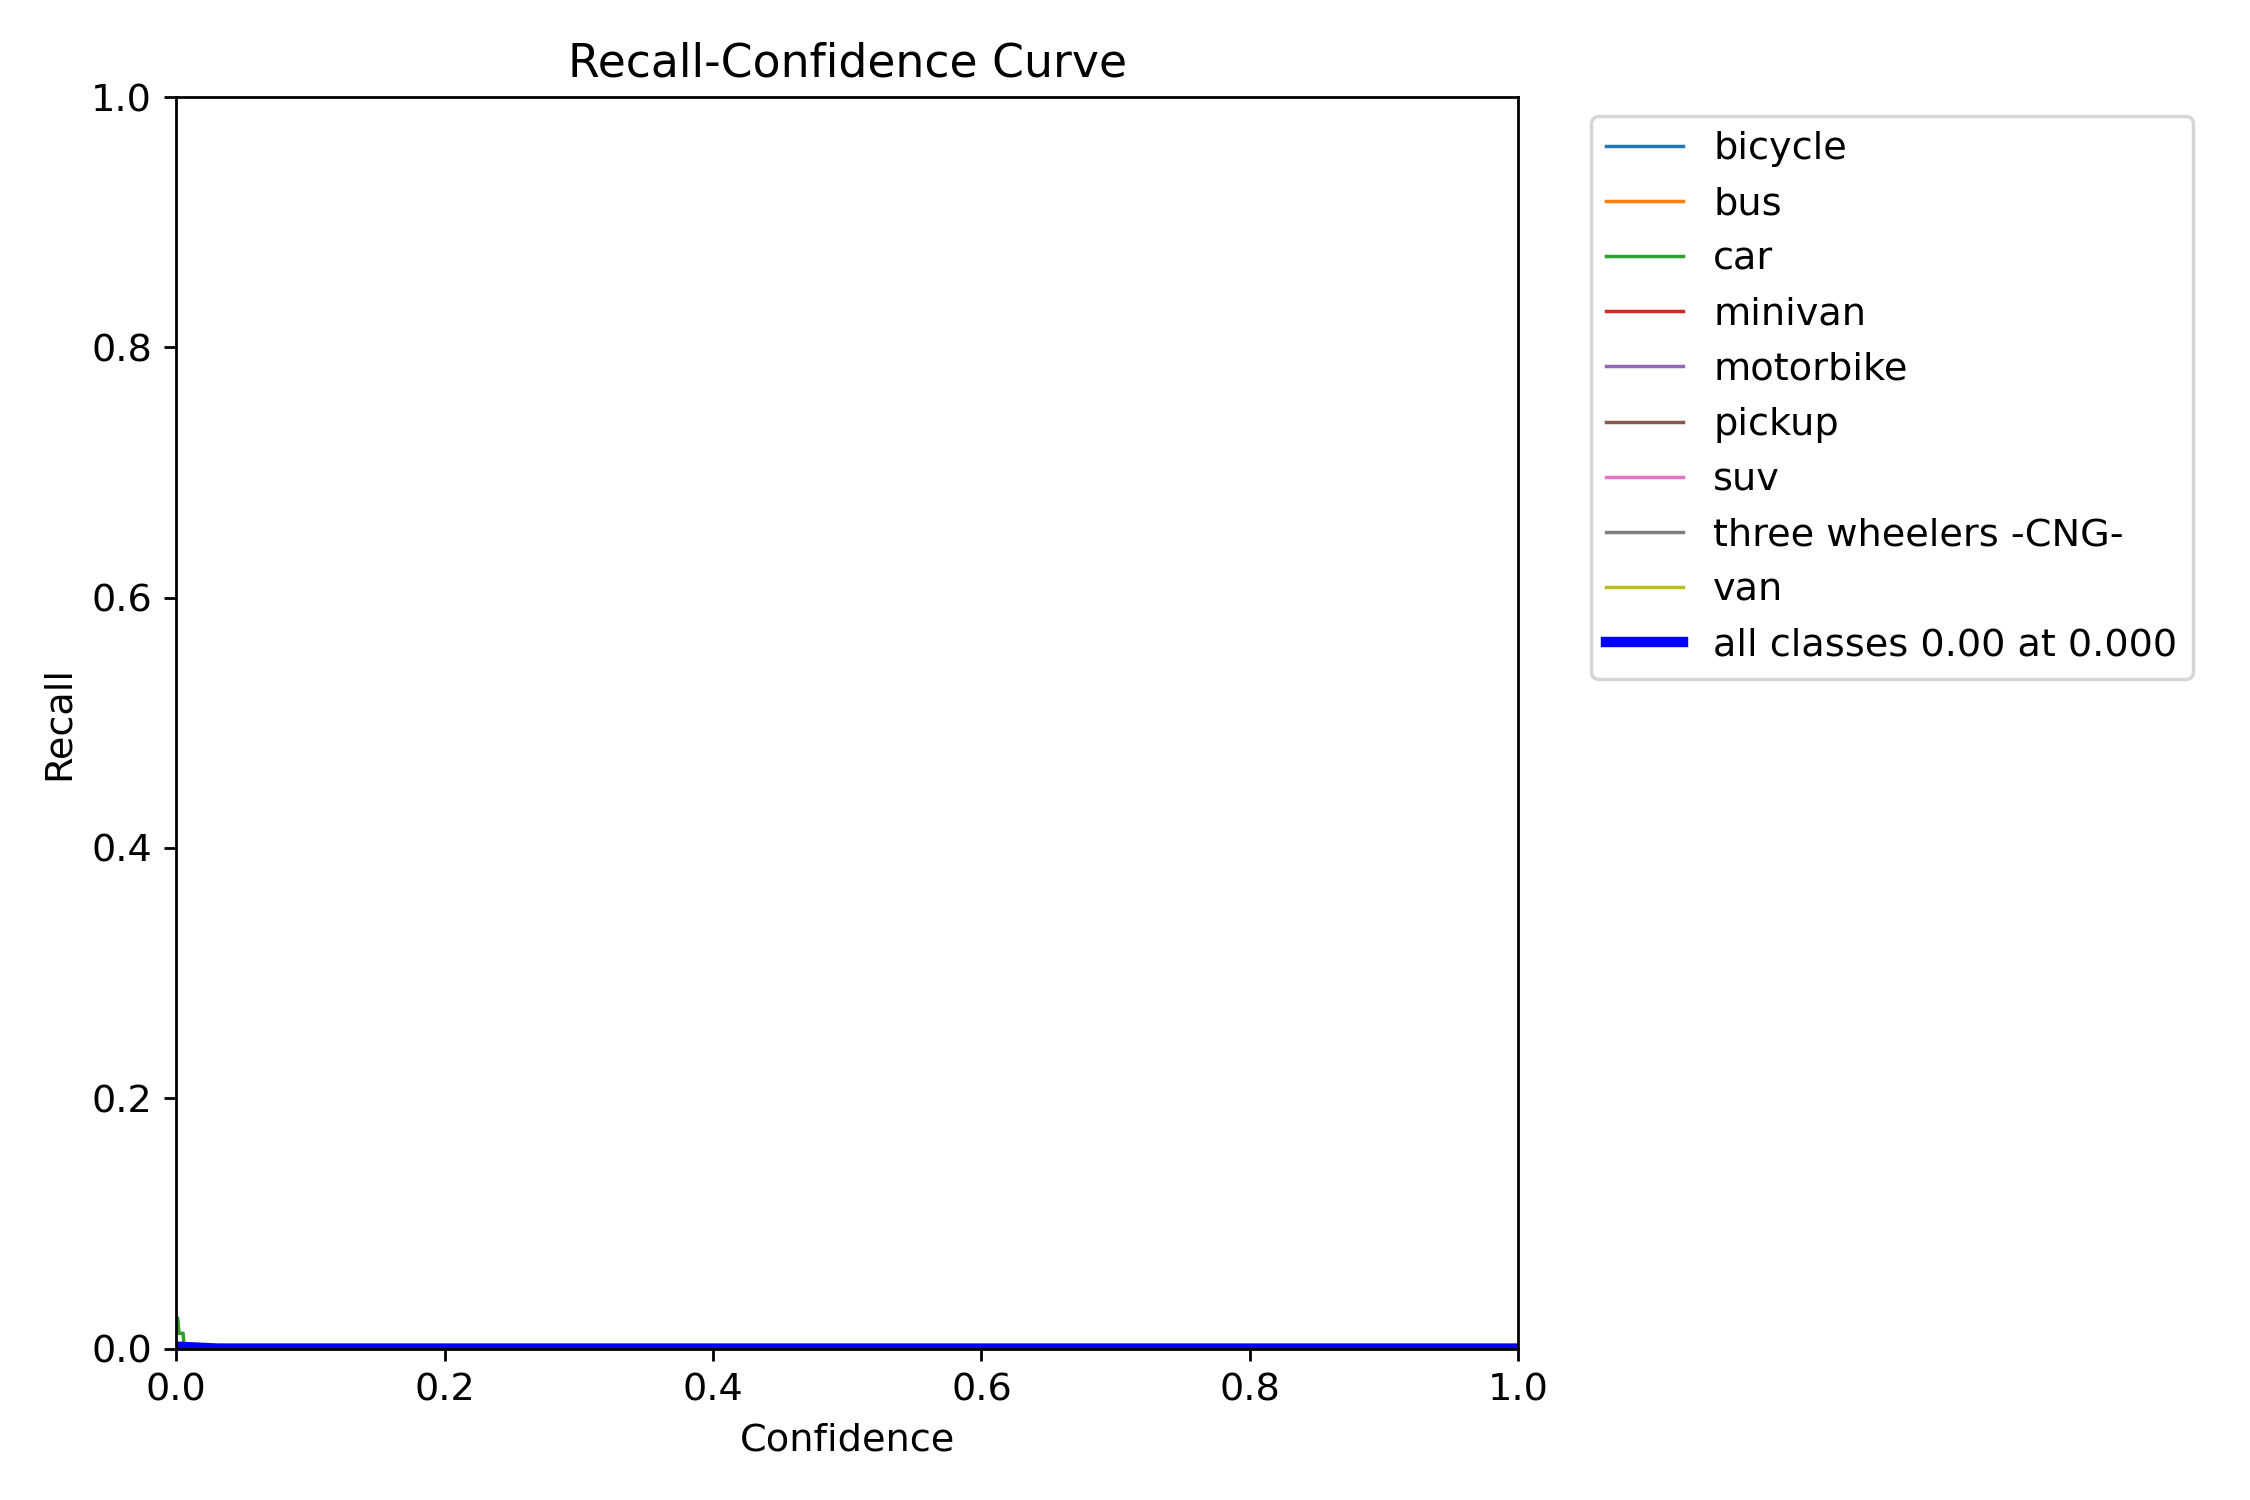 Recall-Confidence Curve
1.0
0.8
0.6
0.4
0.2
0.0
Recall
0.0 0.2 0.4 0.6 0.8 1.0
Confidence
bicycle
bus
car
minivan
motorbike
pickup
suv
three wheelers -CNG-
van
all classes 0.00 at 0.000